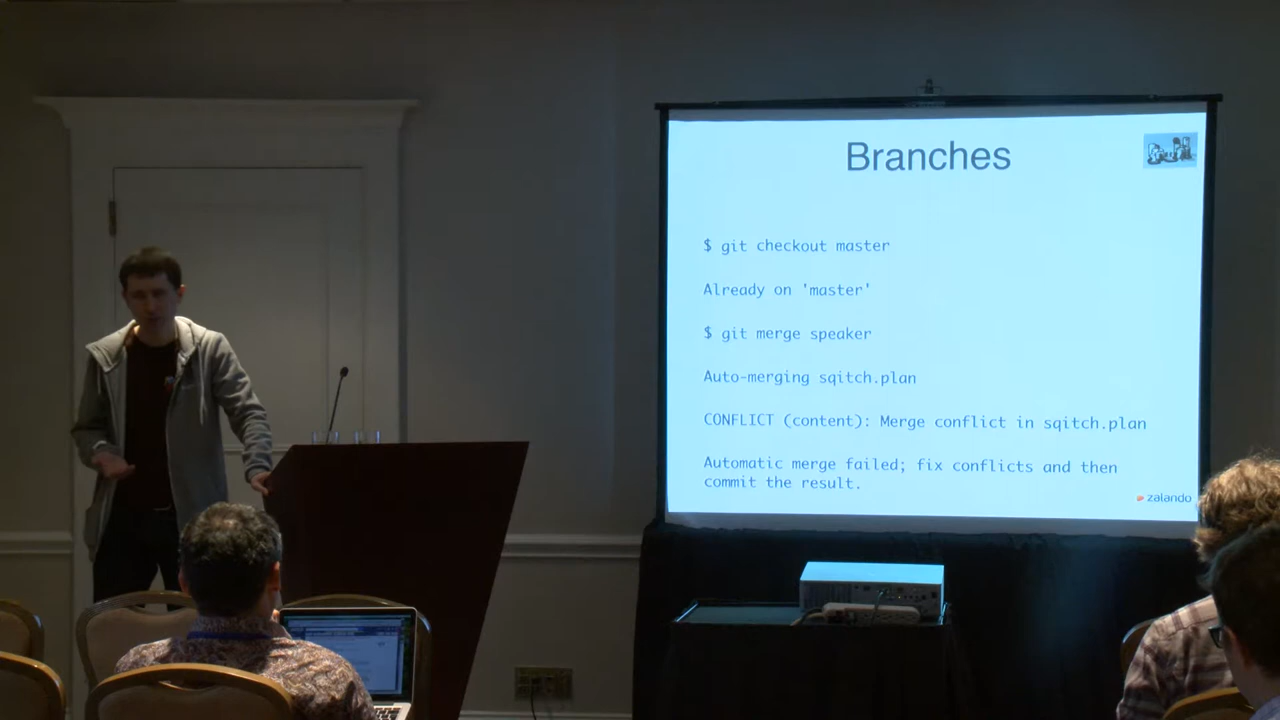 Branches
$ git checkout master
Already on 'master'
$ git merge speaker
Auto-merging sqitch.plan
CONFLICT (content): Merge conflict in sqitch.plan
Automatic merge failed; fix conflicts and then
commit the result.
zalando